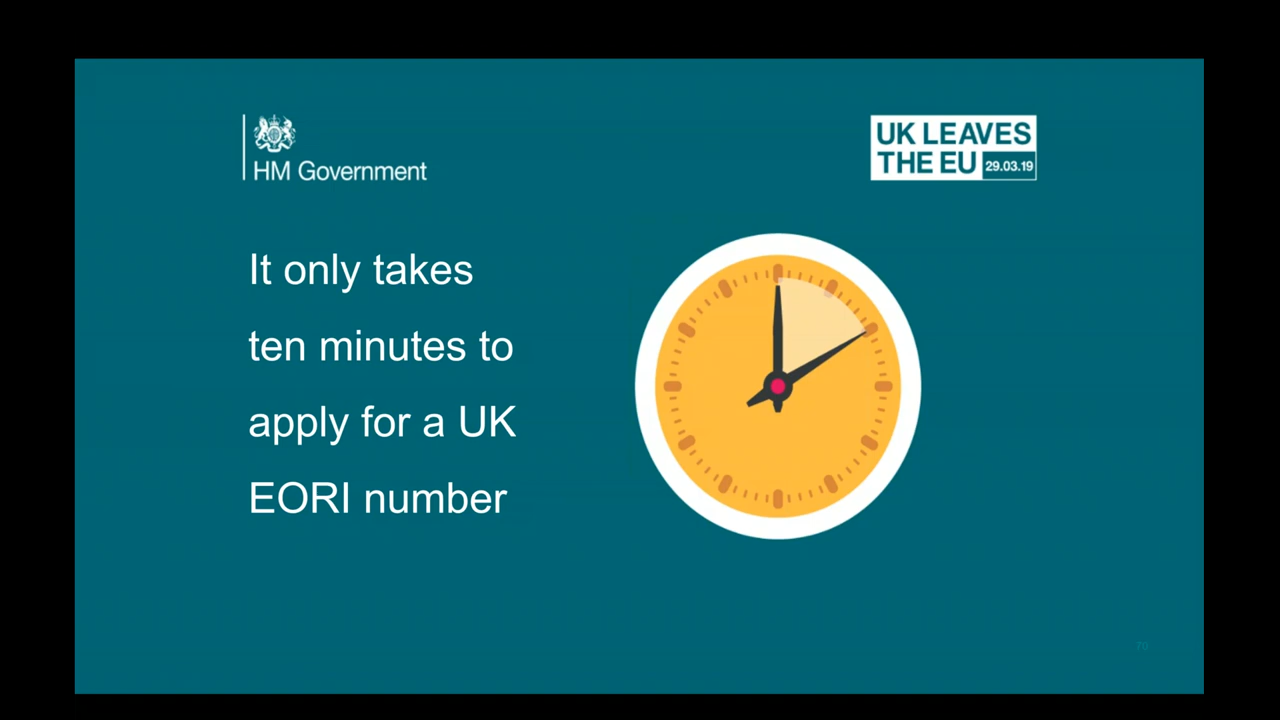 HM Government
UK LEAVES
THE EU 29.03.19
It only takes
ten minutes to
apply for a UK
EORI number
70